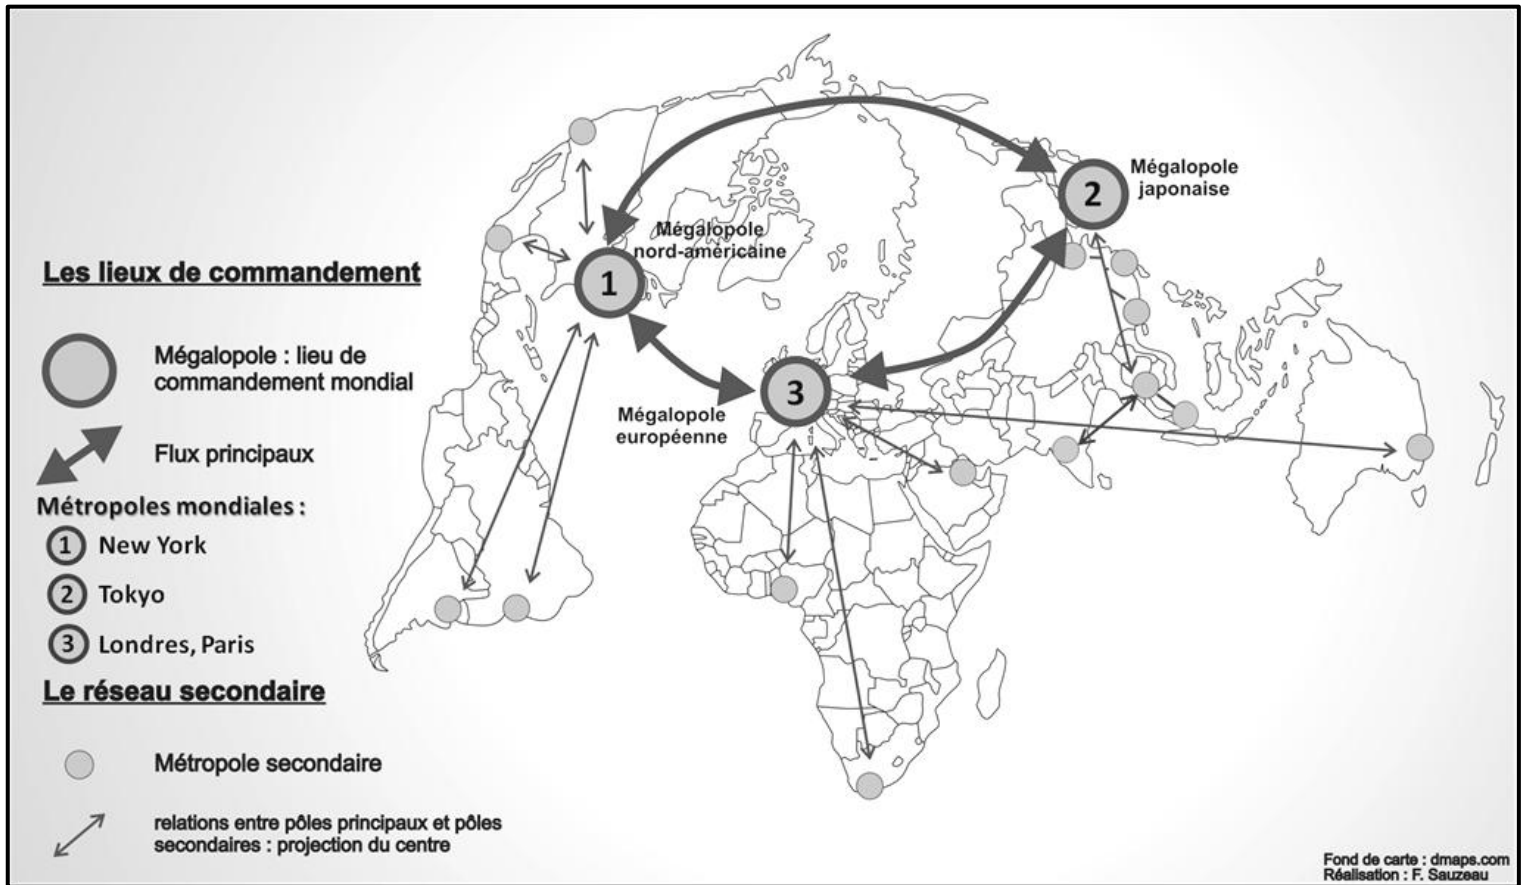 Mégalopole
japonaise
Mégalopole
nord-américaine
2
1
3
Mégalopole
européenne
Les lieux de commandement
Mégalopole : lieu de
commandement mondial
Flux principaux
Métropoles mondiales :
1 New York
2 Tokyo
3 Londres, Paris
Le réseau secondaire
Métropole secondaire
relations entre pôles principaux et pôles
secondaires : projection du centre
Fond de carte : dmaps.com
Réalisation : F. Sauzeau